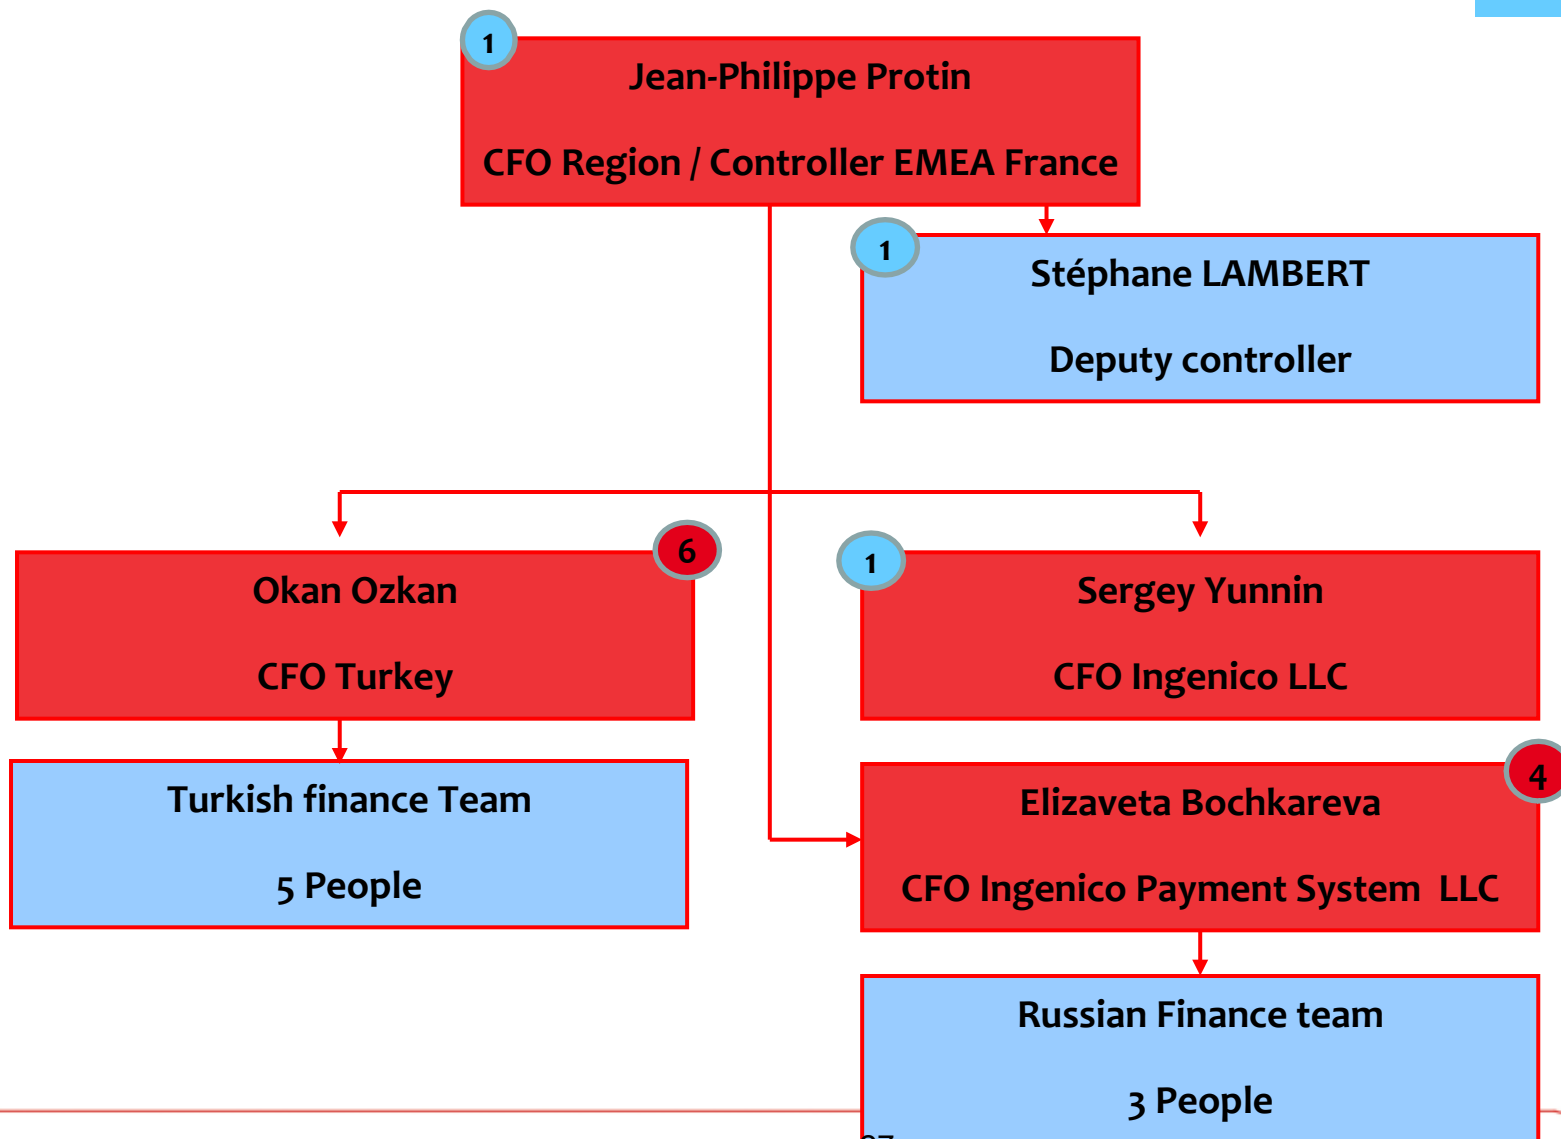 1
Jean-Philippe Protin
CFO Region / Controller EMEA France
1
Stéphane LAMBERT
Deputy controller
6
Okan Ozkan
CFO Turkey
1
Sergey Yunnin
CFO Ingenico LLC
Turkish finance Team
5 People
4
Elizaveta Bochkareva
CFO Ingenico Payment System LLC
Russian Finance team
3 People